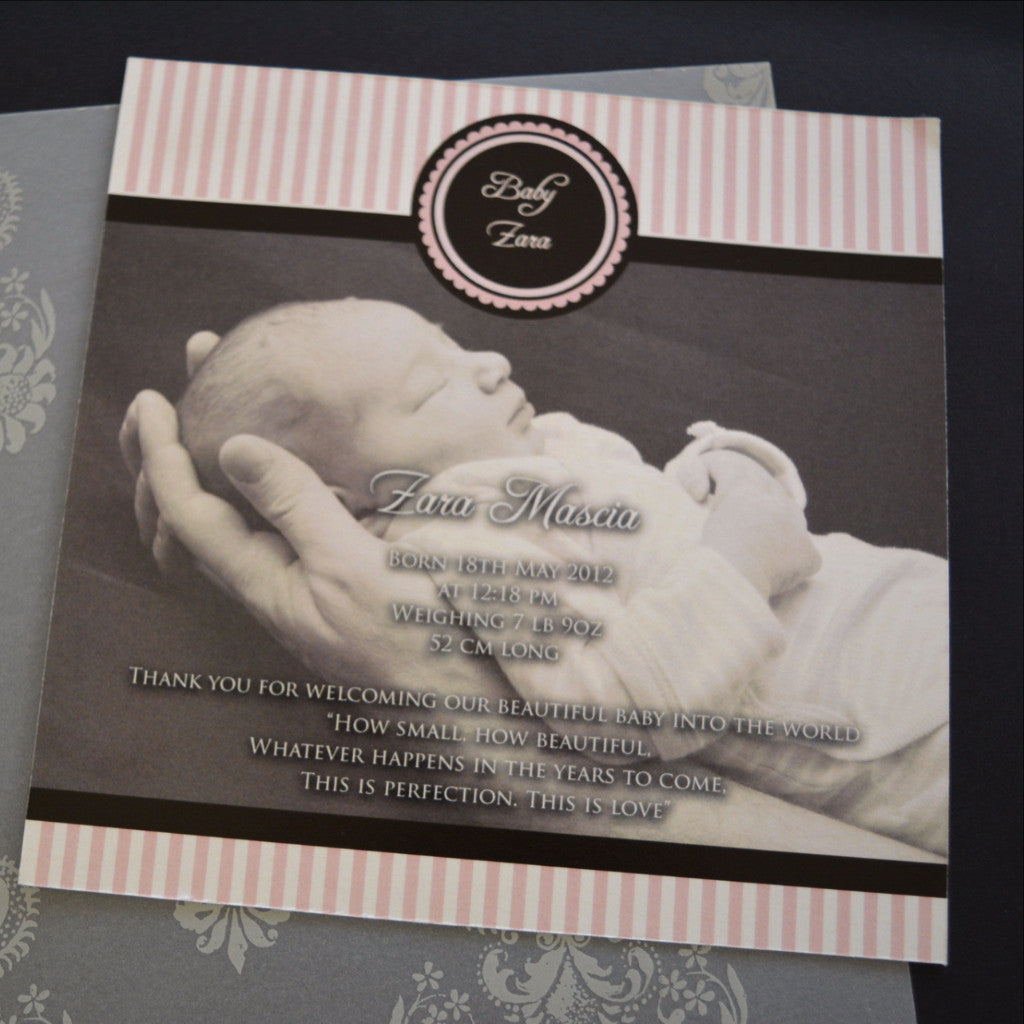 Baby
Zara
Zara Mascia
Born 18th May 2012
at 12:18 pm
Weighing 7 lb 9oz
52 cm long
Thank you for welcoming our beautiful baby into the world
“How small, how beautiful,
Whatever happens in the years to come,
This is perfection. This is love”